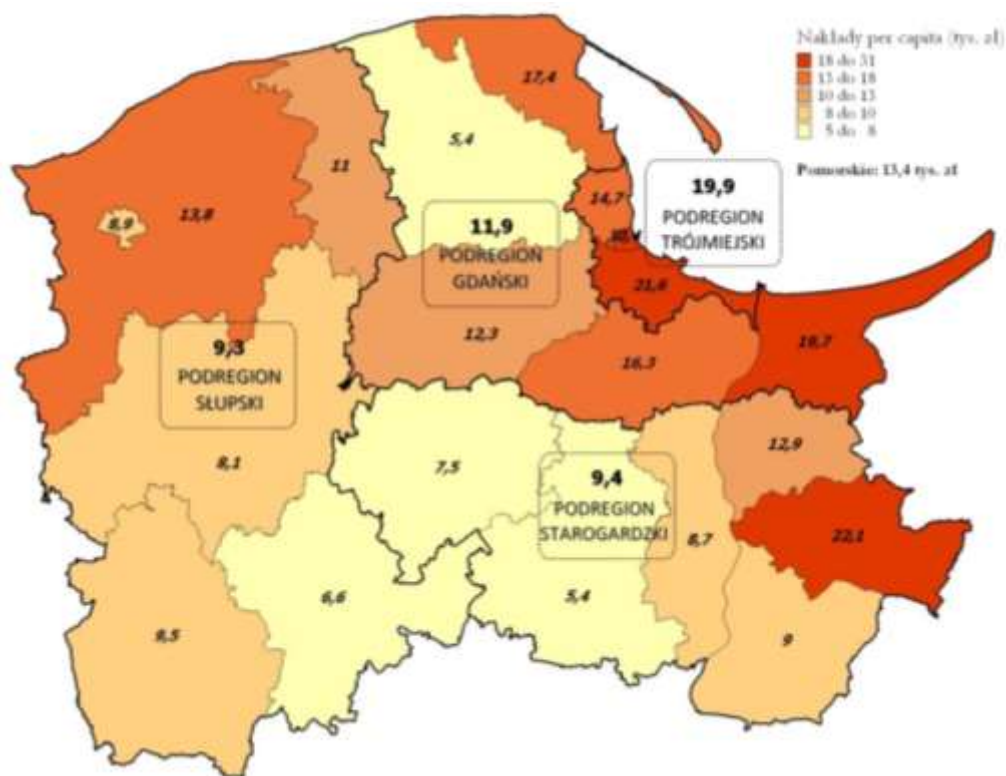 Nakłady per capita (tys. zł)
18 do 31
13 do 18
10 do 13
8 do 10
5 do 8
Pomorskie: 13,4 tys. zł
17,4
5,4
11
14,7
19,9
PODREGION
TRÓJMIEJSKI
13,8
8,9
11,9
PODREGION
GDAŃSKI
21,6
12,3
16,3
19,7
9,3
PODREGION
SŁUPSKI
12,9
8,1
7,5
9,4
PODREGION
STAROGARDZKI
8,7
22,1
6,6
5,4
9,5
9